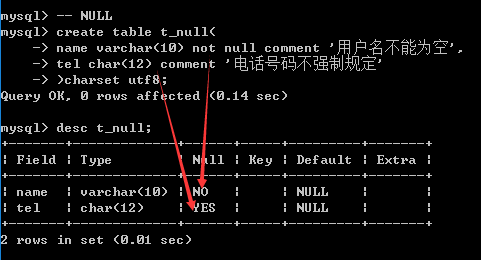 mysql> -- NULL
mysql> create table t_null(
    -> name varchar(10) not null comment '用户名不能为空',
    -> tel char(12) comment '电话号码不强制规定'
    -> )charset utf8;
Query OK, 0 rows affected (0.14 sec)
mysql> desc t_null;
+-------+-------------+------+-----+---------+-------+
| Field | Type        | Null | Key | Default | Extra |
+-------+-------------+------+-----+---------+-------+
| name  | varchar(10) | NO   |     | NULL    |       |
| tel   | char(12)    | YES  |     | NULL    |       |
+-------+-------------+------+-----+---------+-------+
2 rows in set (0.01 sec)